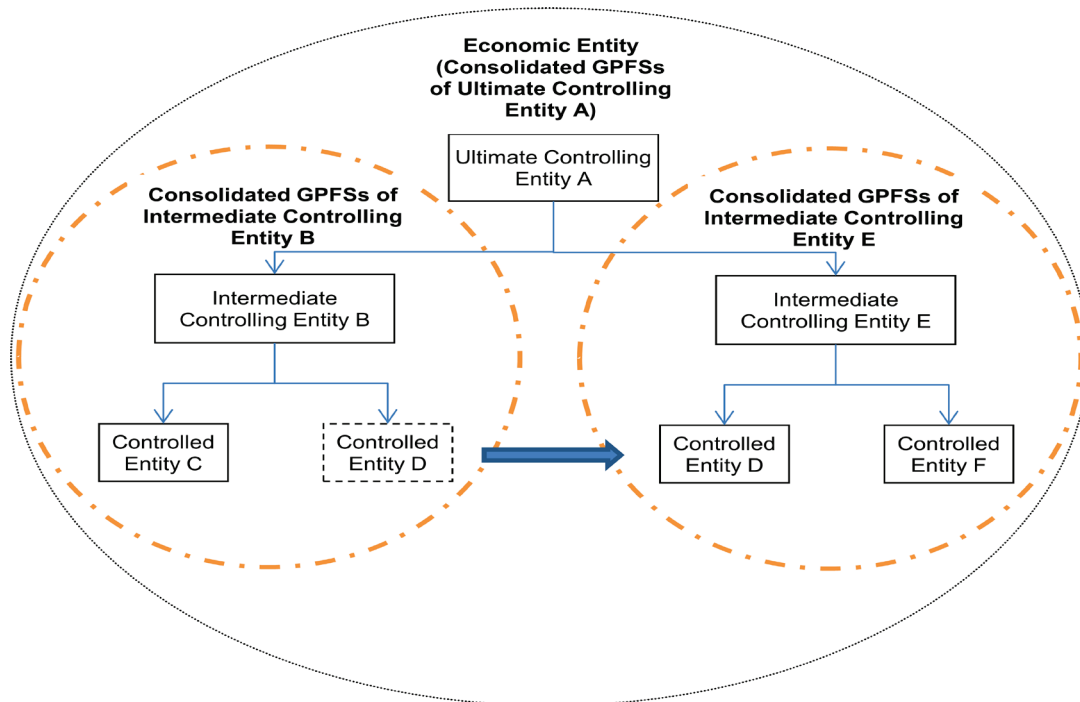 Economic Entity
(Consolidated GPFSs
of Ultimate Controlling
Entity A)
Ultimate Controlling
Entity A
Consolidated GPFSs of
Intermediate Controlling
Entity B
Consolidated GPFSs of
Intermediate Controlling
Entity E
Intermediate
Controlling Entity B
Intermediate
Controlling Entity E
Controlled
Entity C
Controlled
Entity D
Controlled
Entity D
Controlled
Entity F